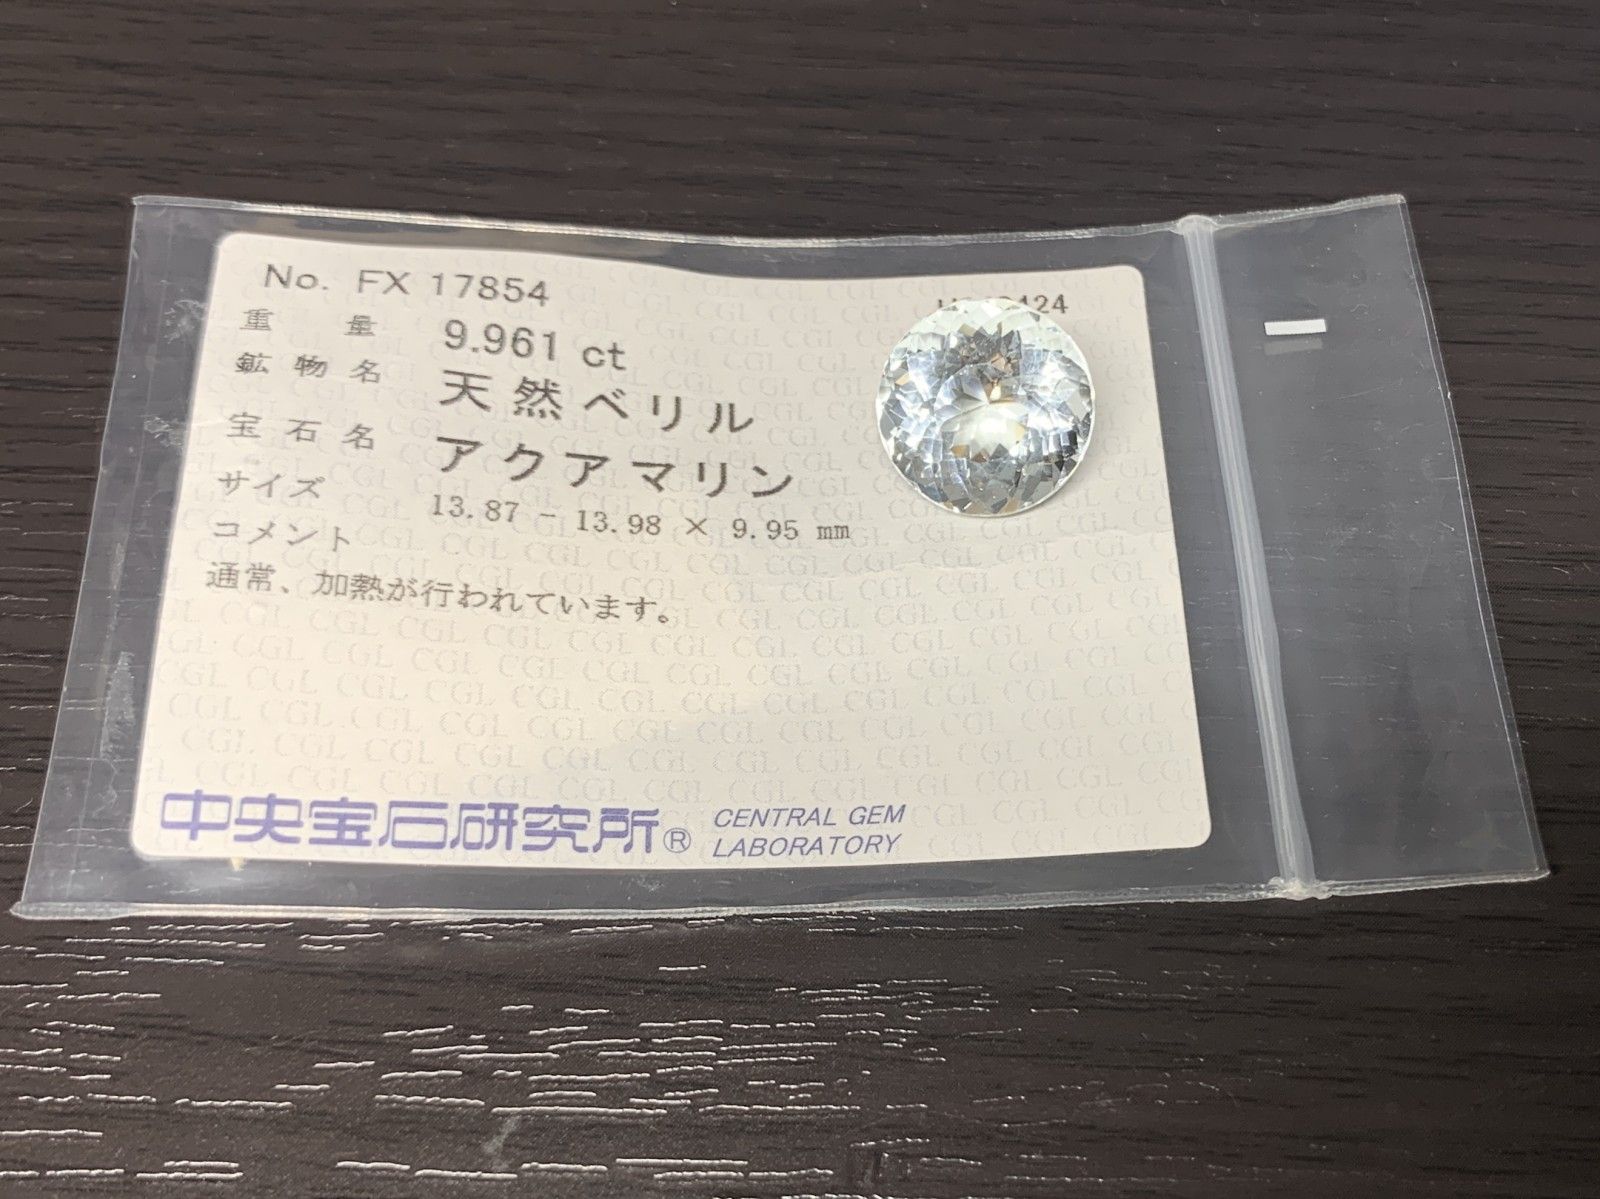 No. FX 17854
重量 9.961 ct
鉱物名 天然ベリル
宝石名 アクアマリン
サイズ 13.87 - 13.98 × 9.95 mm
コメント
通常、加熱が行われています。
中央宝石研究所® CENTRAL GEM LABORATORY